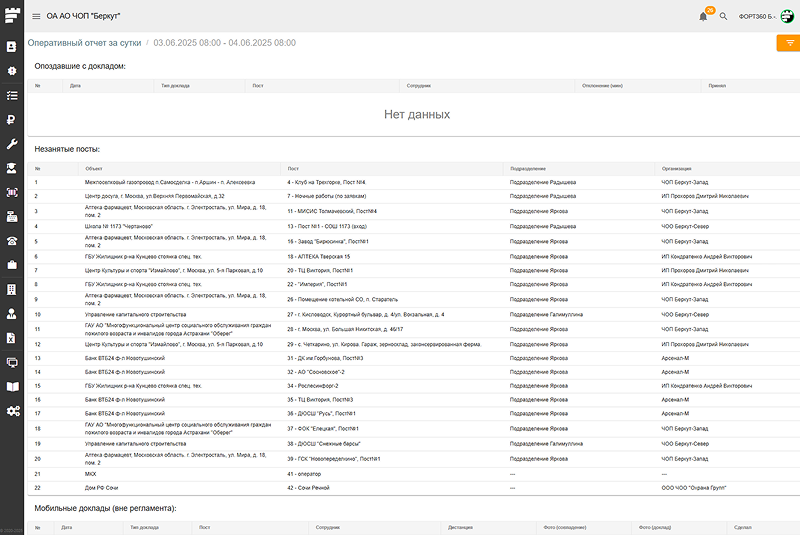 ОА АО ЧОП "Беркут"
26
ФОРТ360 Б.-.
Оперативный отчет за сутки / 03.06.2025 08:00 - 04.06.2025 08:00
Опоздавшие с докладом:
№ Дата Тип доклада Пост Сотрудник Отклонение (мин) Принял
Нет данных
Незанятые посты:
№ Объект Пост Подразделение Организация
1 Межпоселковый газопровод п.Самосделка - п.Аршин - п. Алексеевка 4 - Клуб на Трехгорке, Пост №4 Подразделение Радышева ЧОП Беркут-Запад
2 Центр досуга, г. Москва, ул.Верхняя Первомайская, д.32 7 - Ночные работы (по заявкам) Подразделение Радышева ИП Прохоров Дмитрий Николаевич
3 Аптека фармацевт, Московская область. г. Электросталь, ул. Мира, д. 18, пом. 2 11 - МИСИС Толмачевский, Пост№4 Подразделение Яркова ЧОП Беркут-Запад
4 Школа № 1173 "Чертаново" 13 - Пост №1 - СОШ 1173 (вход) Подразделение Радышева ЧОО Беркут-Север
5 Аптека фармацевт, Московская область. г. Электросталь, ул. Мира, д. 18, пом. 2 16 - Завод "Бирюсинка", Пост№1 Подразделение Яркова ЧОП Беркут-Запад
6 ГБУ Жилищник р-на Кунцево стоянка спец. тех. 18 - АПТЕКА Тверская 15 Подразделение Яркова ИП Кондратенко Андрей Викторович
7 Центр Культуры и спорта "Измайлово", г. Москва, ул. 5-я Парковая, д.10 20 - ТЦ Виктория, Пост№1 Подразделение Яркова ИП Прохоров Дмитрий Николаевич
8 ГБУ Жилищник р-на Кунцево стоянка спец. тех. 22 - "Империя", Пост№1 Подразделение Яркова ИП Кондратенко Андрей Викторович
9 Аптека фармацевт, Московская область. г. Электросталь, ул. Мира, д. 18, пом. 2 26 - Помещение котельной СО, п. Старатель Подразделение Яркова ЧОП Беркут-Запад
10 Управление капитального строительства 27 - г. Кисловодск, Курортный бульвар, д. 4/ул. Вокзальная, д. 4 Подразделение Галимуллина ЧОО Беркут-Север
11 ГАУ АО "Многофункциональный центр социального обслуживания граждан пожилого возраста и инвалидов города Астрахани "Оберег" 28 - г. Москва, ул. Большая Никитская, д. 46/17 Подразделение Яркова ЧОП Беркут-Запад
12 Центр Культуры и спорта "Измайлово", г. Москва, ул. 5-я Парковая, д.10 29 - с. Чепкарино, ул. Кирова. Гараж, зерносклад, законсервированная ферма. Подразделение Яркова ИП Прохоров Дмитрий Николаевич
13 Банк ВТБ24 ф-л Новотушинский 31 - ДК им Горбунова, Пост№3 Подразделение Яркова Арсенал-М
14 Банк ВТБ24 ф-л Новотушинский 32 - АО "Сосновское"-2 Подразделение Яркова Арсенал-М
15 ГБУ Жилищник р-на Кунцево стоянка спец. тех. 34 - Рослесинфорг-2 Подразделение Яркова ИП Кондратенко Андрей Викторович
16 Банк ВТБ24 ф-л Новотушинский 35 - ТЦ Виктория, Пост№3 Подразделение Яркова Арсенал-М
17 Банк ВТБ24 ф-л Новотушинский 36 - ДЮСШ "Русь", Пост№1 Подразделение Яркова Арсенал-М
18 ГАУ АО "Многофункциональный центр социального обслуживания граждан пожилого возраста и инвалидов города Астрахани "Оберег" 37 - ФОК "Елецкая", Пост№1 Подразделение Яркова ЧОП Беркут-Запад
19 Управление капитального строительства 38 - ДЮСШ "Снежные барсы" Подразделение Галимуллина ЧОО Беркут-Север
20 Аптека фармацевт, Московская область. г. Электросталь, ул. Мира, д. 18, пом. 2 39 - ГСК "Новопеределкино", Пост№1 Подразделение Яркова ЧОП Беркут-Запад
21 МКХ 41 - оператор — —
22 Дом РФ Сочи 42 - Сочи Речной — ООО ЧОО "Охрана Групп"
Мобильные доклады (вне регламента):
№ Дата Тип доклада Пост Сотрудник Дистанция Фото (совпадение) Фото (доклад) Сделал